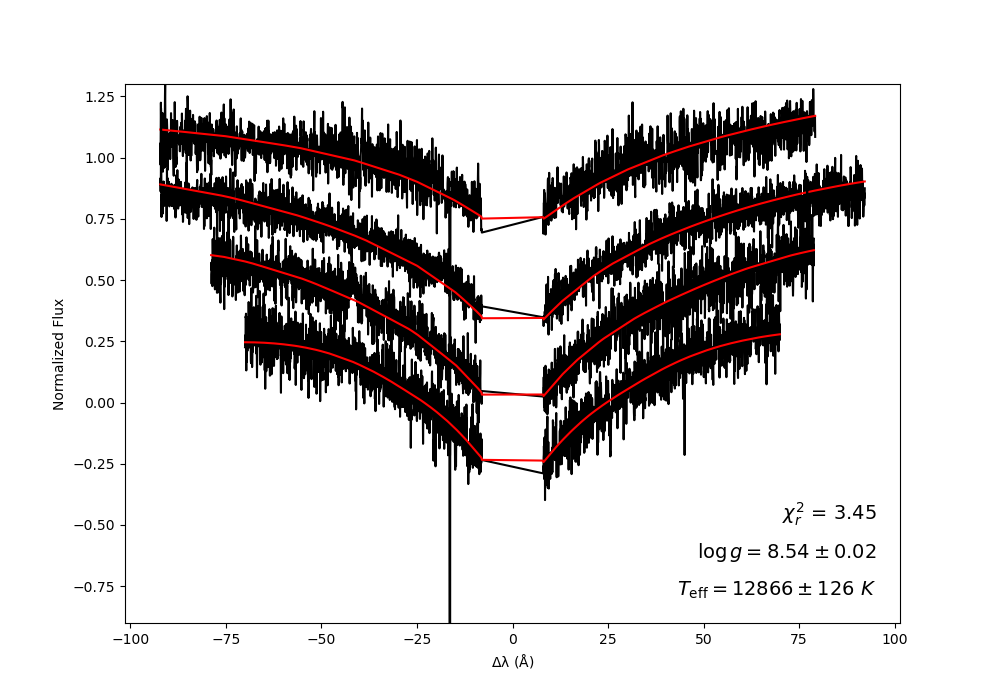 1.25
1.00
0.75
0.50
0.25
0.00
−0.25
−0.50
−0.75
Normalized Flux
χ_r^2 = 3.45
log g = 8.54 ± 0.02
T_eff = 12866 ± 126 K
−100 −75 −50 −25 0 25 50 75 100
Δλ (Å)